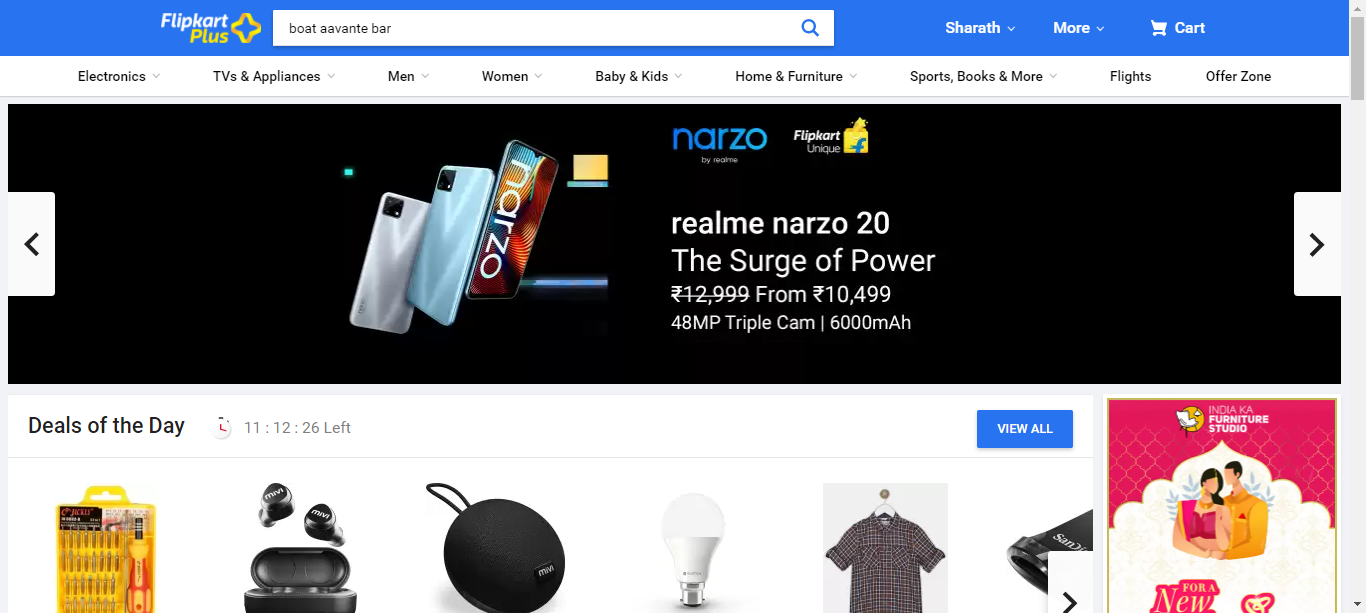 Flipkart
Plus
boat aavante bar
Sharath
More
Cart
Electronics
TVs & Appliances
Men
Women
Baby & Kids
Home & Furniture
Sports, Books & More
Flights
Offer Zone
narzo
by realme
Flipkart
Unique
narzo
realme narzo 20
The Surge of Power
₹12,999 From ₹10,499
48MP Triple Cam | 6000mAh
Deals of the Day
11 : 12 : 26 Left
VIEW ALL
INDIA KA
FURNITURE
STUDIO
JACKLY
mivi
mivi
mivi
SanDi
FOR A
New